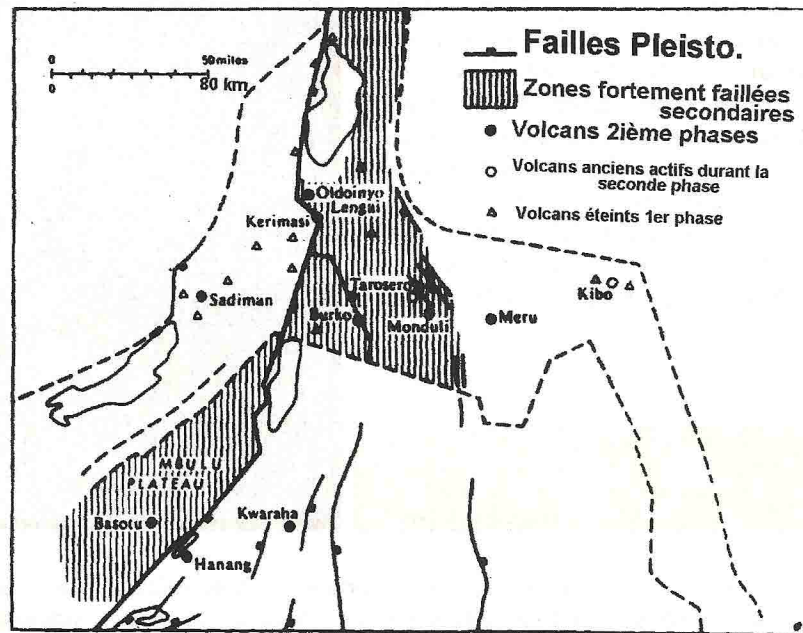 0 50 miles
0 80 km
Failles Pleisto.
Zones fortement faillées
secondaires
Volcans 2ième phases
Volcans anciens actifs durant la
seconde phase
Volcans éteints 1er phase
Oldoinyo
Lengai
Kerimasi
Sadiman
Tarosero
Kibo
Burko
Monduli
Meru
MBULU
PLATEAU
Basotu
Kwaraha
Hanang